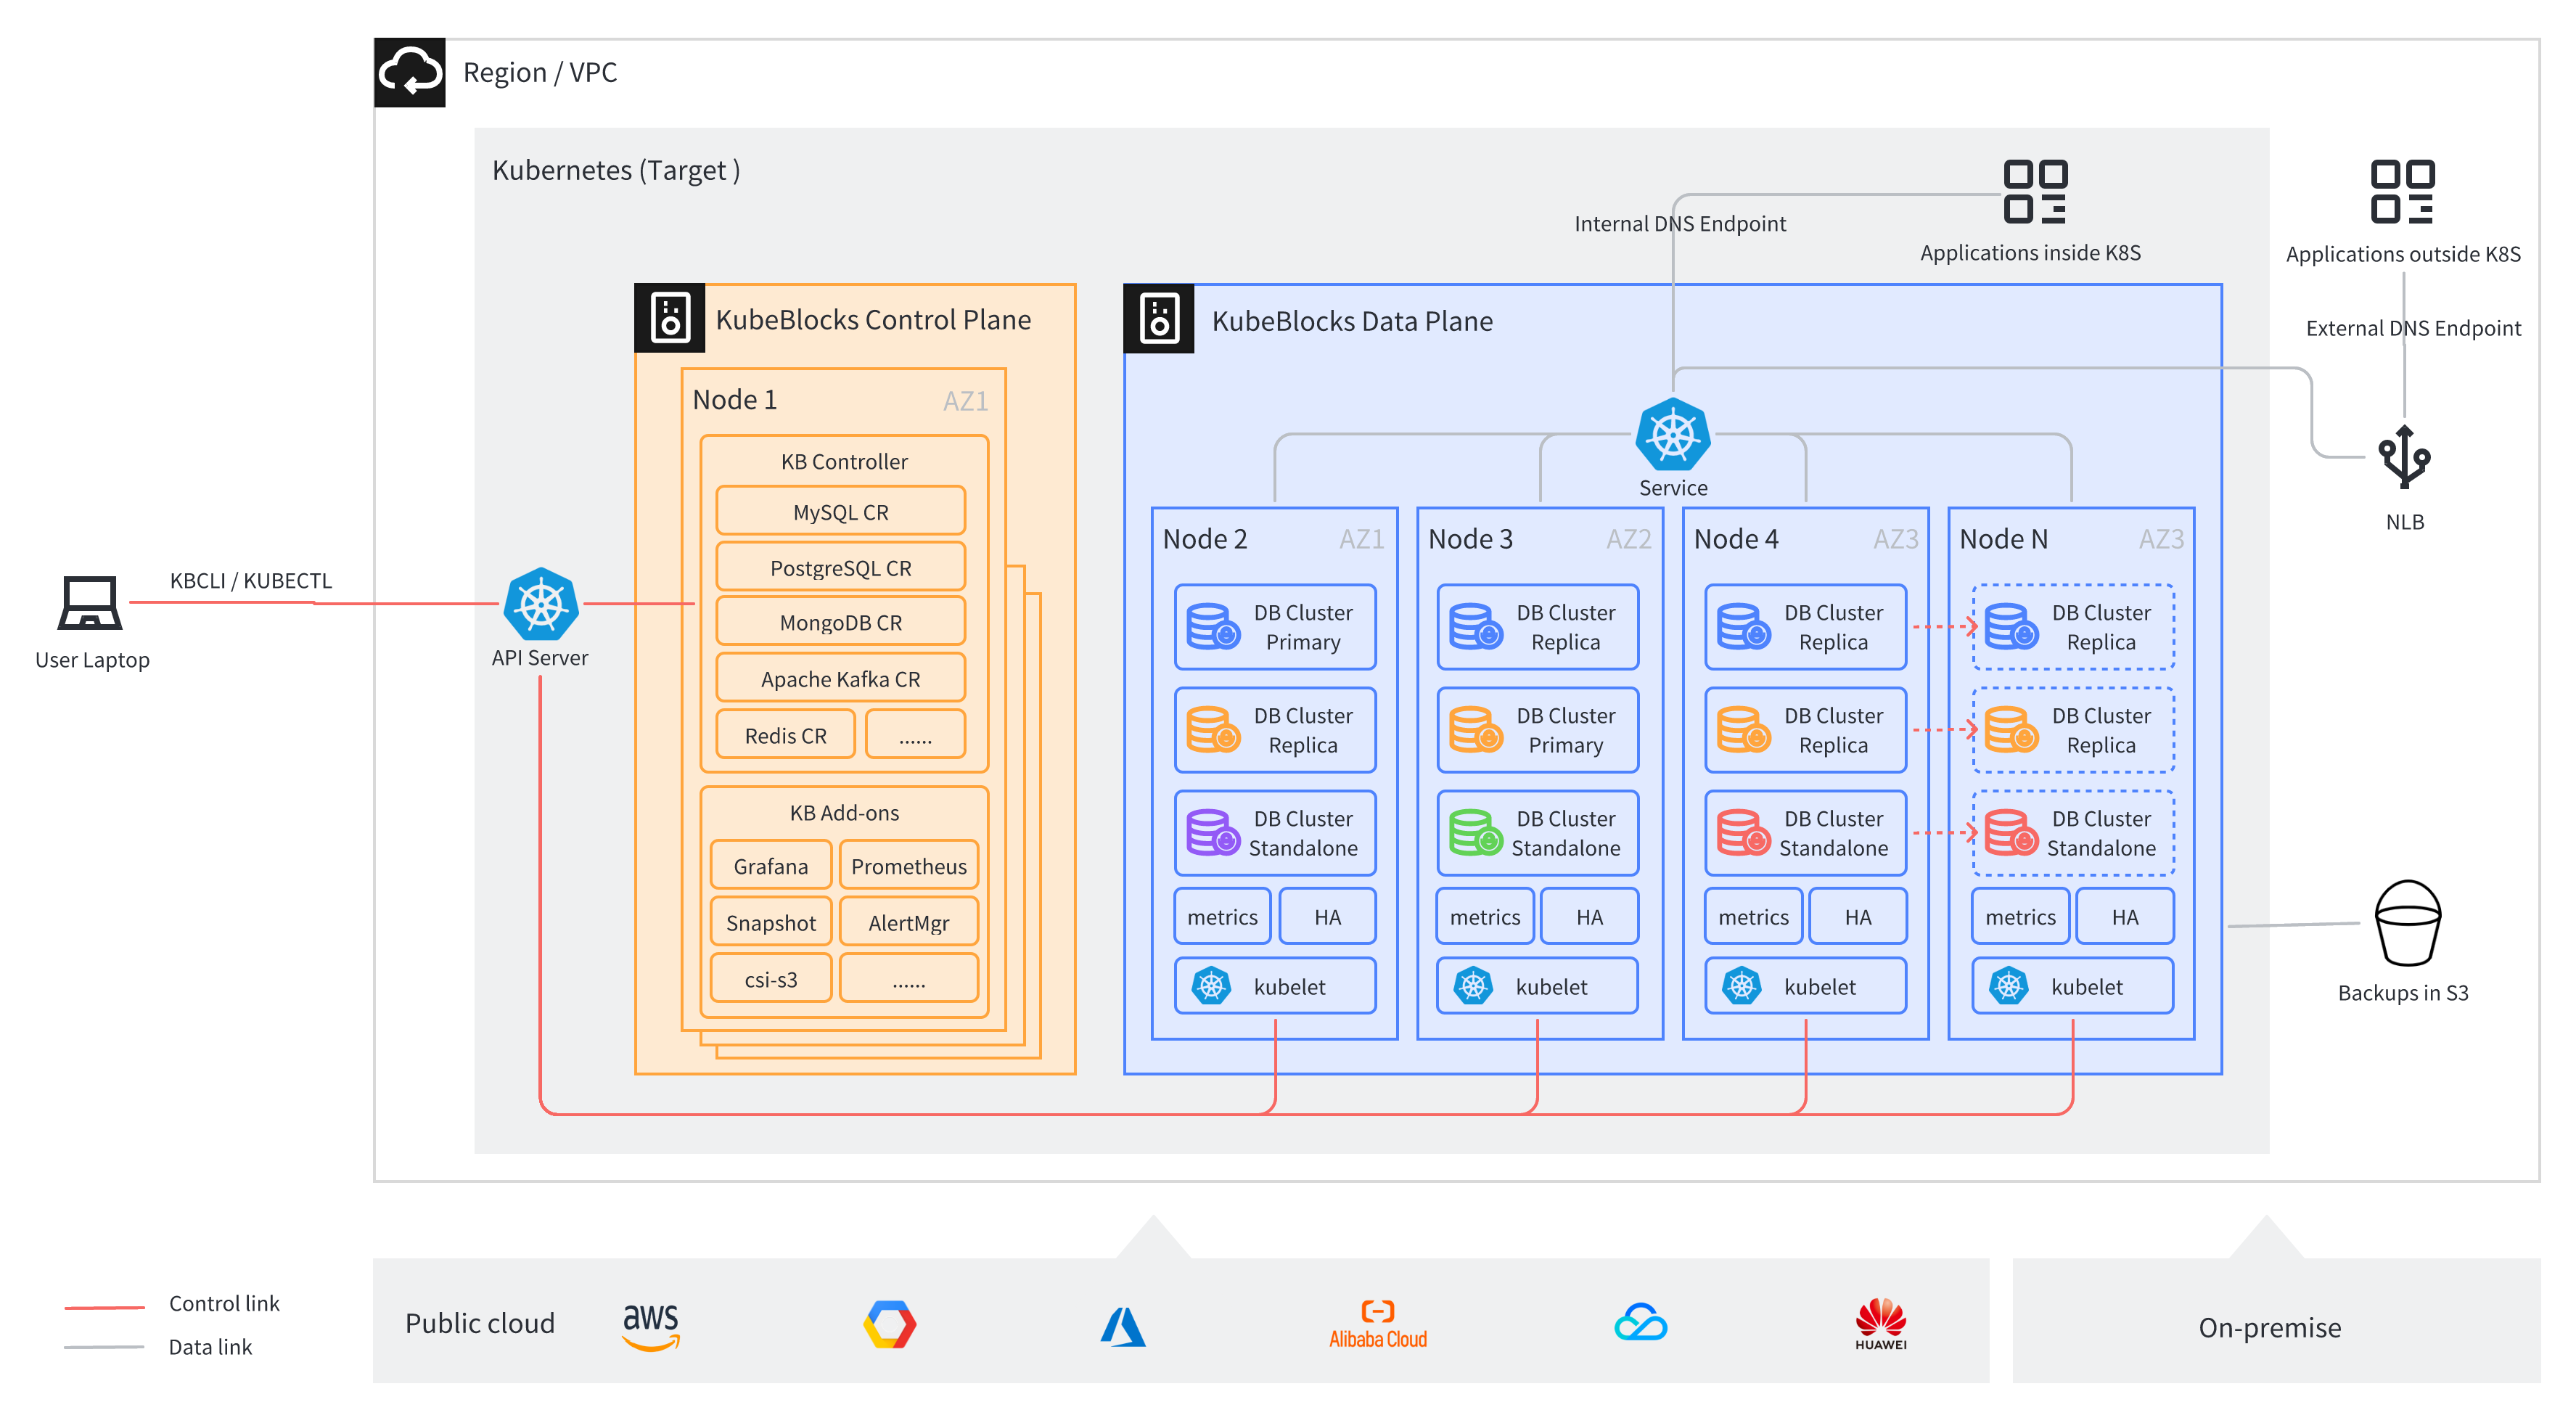 Region / VPC
Kubernetes (Target )
Internal DNS Endpoint
Applications inside K8S
Applications outside K8S
External DNS Endpoint
NLB
Backups in S3
User Laptop
KBCLI / KUBECTL
API Server
KubeBlocks Control Plane
Node 1
AZ1
KB Controller
MySQL CR
PostgreSQL CR
MongoDB CR
Apache Kafka CR
Redis CR
......
KB Add-ons
Grafana
Prometheus
Snapshot
AlertMgr
csi-s3
......
KubeBlocks Data Plane
Service
Node 2
AZ1
DB Cluster
Primary
DB Cluster
Replica
DB Cluster
Standalone
metrics
HA
kubelet
Node 3
AZ2
DB Cluster
Replica
DB Cluster
Primary
DB Cluster
Standalone
metrics
HA
kubelet
Node 4
AZ3
DB Cluster
Replica
DB Cluster
Replica
DB Cluster
Standalone
metrics
HA
kubelet
Node N
AZ3
DB Cluster
Replica
DB Cluster
Replica
DB Cluster
Standalone
metrics
HA
kubelet
Control link
Data link
Public cloud
aws
Alibaba Cloud
HUAWEI
On-premise